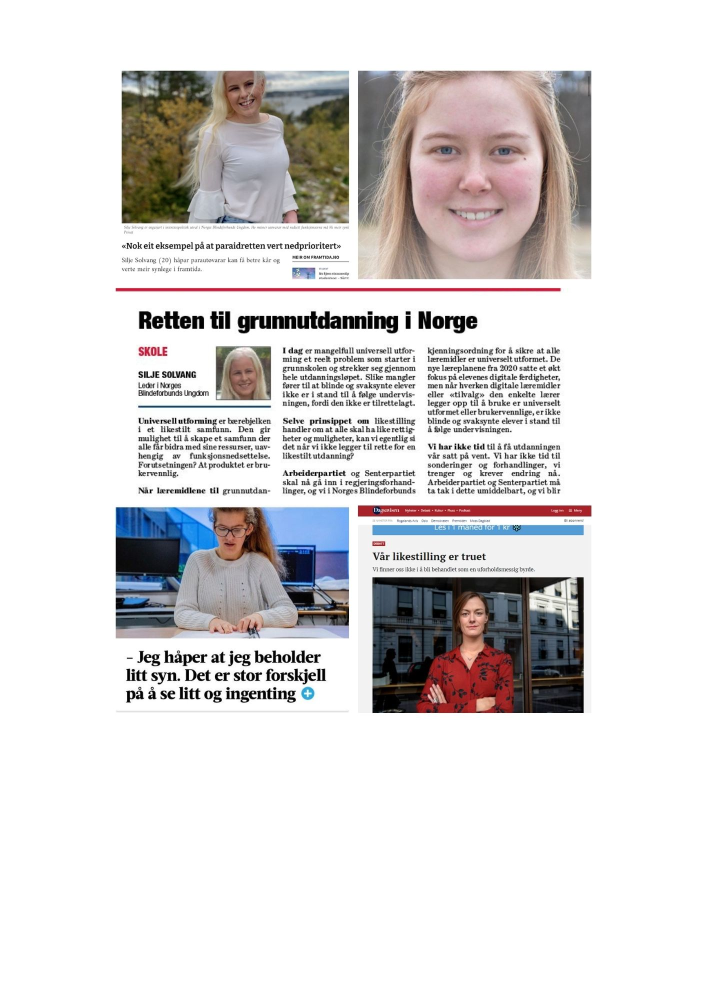 Silje Solvang er engasjert i interessepolitisk utval i Norges Blindeforbunds Ungdom. Ho meiner utøvarar med nedsett funksjonsevne må bli meir
Privat
«Nok eit eksempel på at paraidretten vert nedprioritert»
Silje Solvang (20) håpar parautøvarar kan få betre kår og
verte meir synlege i framtida.
MEIR OM FRAMTIDA.NO
STUDENT
No kjem straumstip
studentane: – Sårt t
Retten til grunnutdanning i Norge
SKOLE
SILJE SOLVANG
Leder i Norges
Blindeforbunds Ungdom
Universell utforming er bærebjelken
i et likestilt samfunn. Den gir
mulighet til å skape et samfunn der
alle får bidra med sine ressurser, uav-
hengig av funksjonsnedsettelse.
Forutsetningen? At produktet er bru-
kervennlig.
Når læremidlene til grunnutdan-
I dag er mangelfull universell utfor-
ming et reelt problem som starter i
grunnskolen og strekker seg gjennom
hele utdanningsløpet. Slike mangler
fører til at blinde og svaksynte elever
ikke er i stand til å følge undervis-
ningen, fordi den ikke er tilrettelagt.
Selve prinsippet om likestilling
handler om at alle skal ha like rettig-
heter og muligheter, kan vi egentlig si
det når vi ikke legger til rette for en
likestilt utdanning?
Arbeiderpartiet og Senterpartiet
skal nå gå inn i regjeringsforhand-
linger, og vi i Norges Blindeforbunds
kjenningsordning for å sikre at alle
læremidler er universelt utformet. De
nye læreplanene fra 2020 satte et økt
fokus på elevenes digitale ferdigheter,
men når hverken digitale læremidler
eller «tilvalg» den enkelte lærer
legger opp til å bruke er universelt
utformet eller brukervennlige, er ikke
blinde og svaksynte elever i stand til
å følge undervisningen.
Vi har ikke tid til å få utdanningen
vår satt på vent. Vi har ikke tid til
sonderinger og forhandlinger, vi
trenger og krever endring nå.
Arbeiderpartiet og Senterpartiet må
ta tak i dette umiddelbart, og vi blir
– Jeg håper at jeg beholder
litt syn. Det er stor forskjell
på å se litt og ingenting
Dagsavisen Nyheter • Debatt • Kultur • Pluss • Podkast Logg inn Meny
SE NYHETER FRA Rogalands Avis Oslo Demokraten Fremtiden Moss Dagblad Bli abonnent!
Les i 1 måned for 1 kr
DEBATT
Vår likestilling er truet
Vi finner oss ikke i å bli behandlet som en uforholdsmessig byrde.